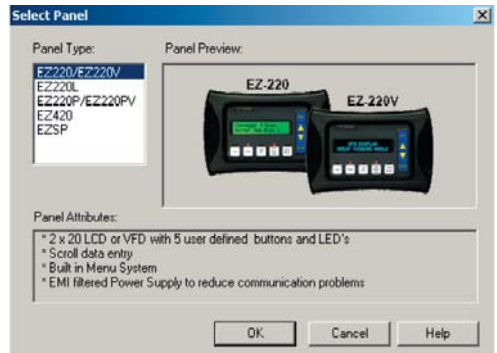 Select Panel
Panel Type:
Panel Preview:
EZ220/EZ220V
EZ220L
EZ220P/EZ220PV
EZ420
EZSP
EZ-220
EZ-220V
Panel Attributes:
* 2 x 20 LCD or VFD with 5 user defined buttons and LED's
* Scroll data entry
* Built in Menu System
* EMI filtered Power Supply to reduce communication problems
OK
Cancel
Help